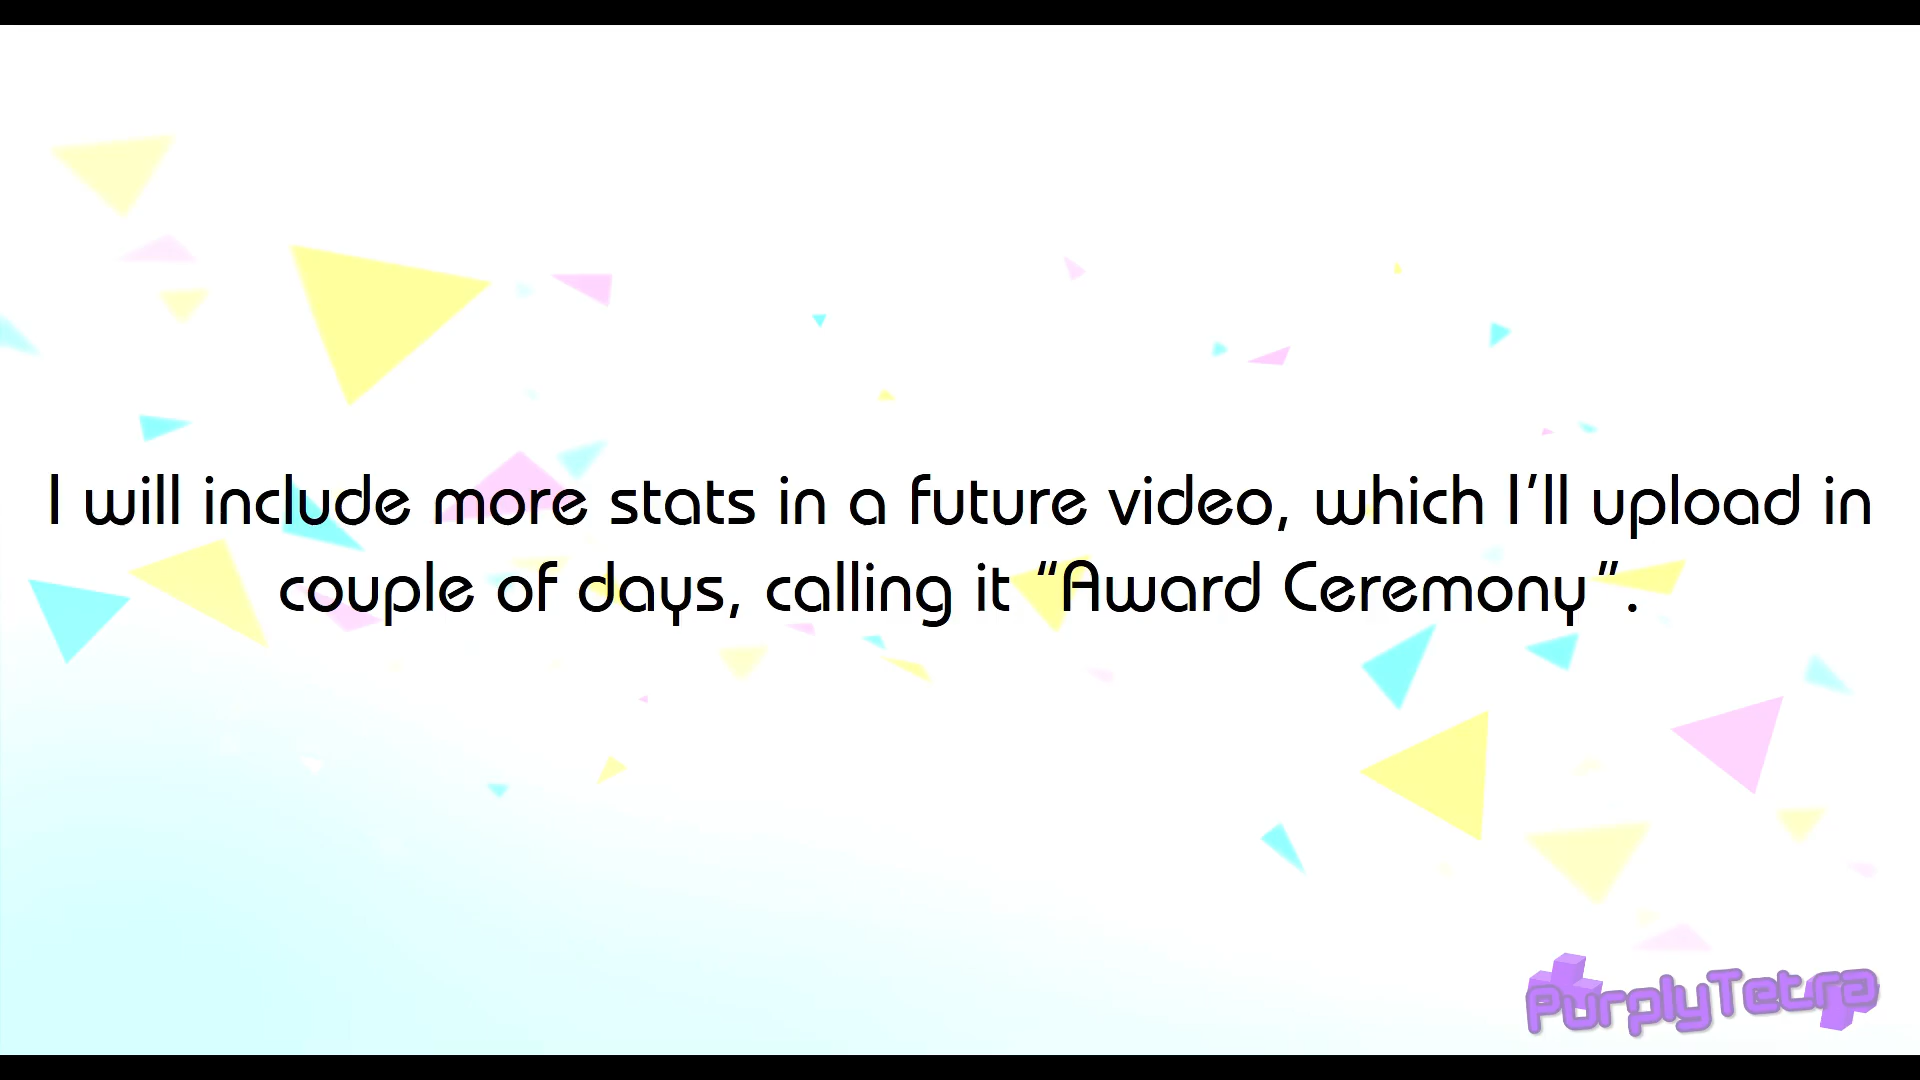 I will include more stats in a future video, which I’ll upload in
couple of days, calling it “Award Ceremony”.
PurplyTetra